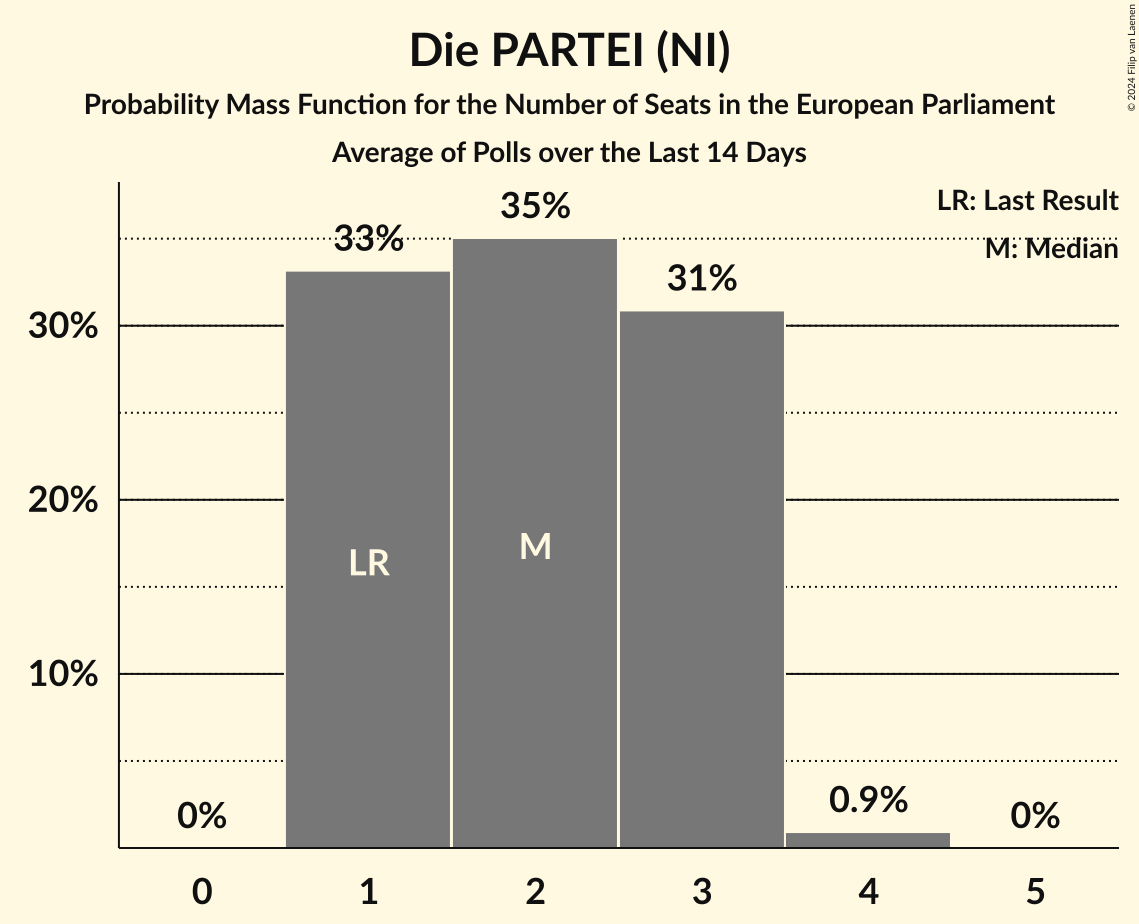 Die PARTEI (NI)
Probability Mass Function for the Number of Seats in the European Parliament
Average of Polls over the Last 14 Days
© 2024 Filip van Laenen
LR: Last Result
M: Median
35%
33%
31%
30%
20%
10%
LR
M
0%
0.9%
0%
0 1 2 3 4 5